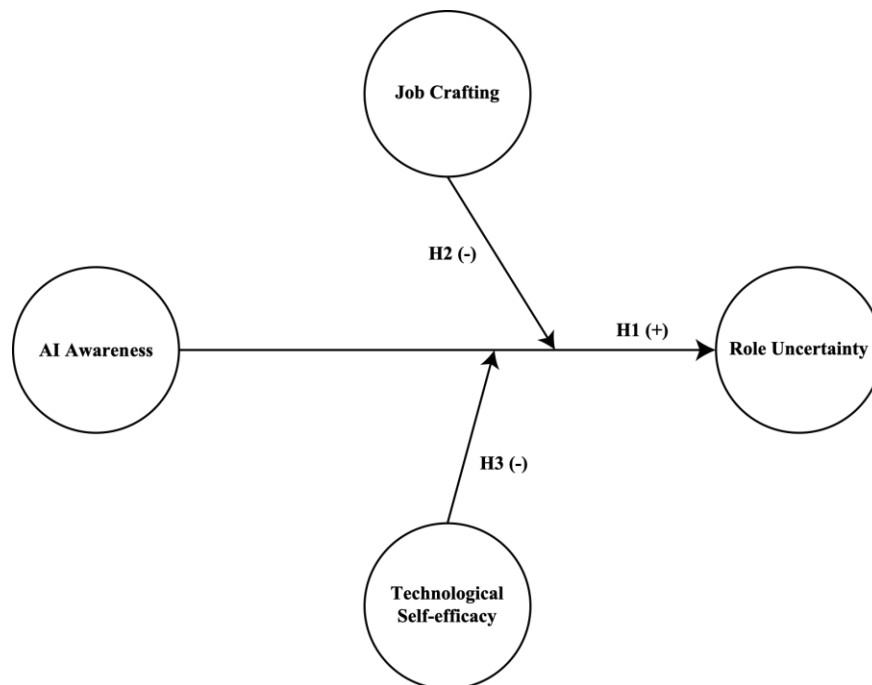 Job Crafting
H2 (-)
H1 (+)
AI Awareness
Role Uncertainty
H3 (-)
Technological
Self-efficacy